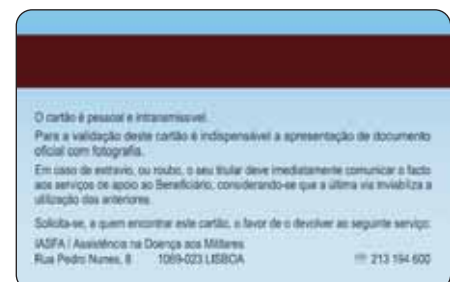 O cartão é pessoal e intransmissível.
Para a validação deste cartão é indispensável a apresentação de documento
oficial com fotografia.
Em caso de extravio, ou roubo, o seu titular deve imediatamente comunicar o facto
aos serviços de apoio ao Beneficiário, considerando-se que a última via inviabiliza a
utilização das anteriores.
Solicita-se, a quem encontrar este cartão, o favor de o devolver ao seguinte serviço:
IASFA / Assistência na Doença aos Militares
Rua Pedro Nunes, 8 1069-023 LISBOA ☏ 213 194 600